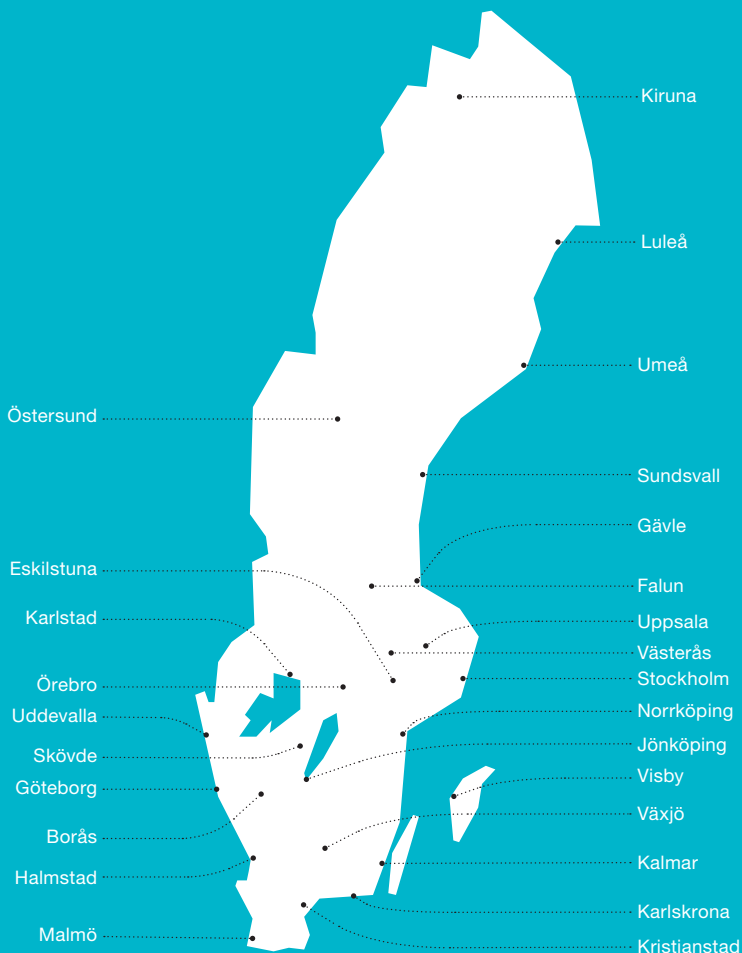 Kiruna
Luleå
Umeå
Östersund
Sundsvall
Gävle
Eskilstuna
Falun
Karlstad
Uppsala
Västerås
Stockholm
Örebro
Norrköping
Uddevalla
Jönköping
Skövde
Visby
Göteborg
Växjö
Borås
Kalmar
Halmstad
Karlskrona
Malmö
Kristianstad